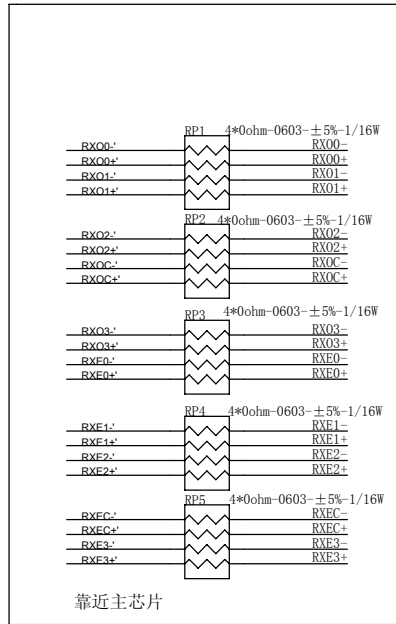 RP1 4*0ohm-0603-±5%-1/16W
RXO0-' RXO0-
RXO0+' RXO0+
RXO1-' RXO1-
RXO1+' RXO1+
RP2 4*0ohm-0603-±5%-1/16W
RXO2-' RXO2-
RXO2+' RXO2+
RXOC-' RXOC-
RXOC+' RXOC+
RP3 4*0ohm-0603-±5%-1/16W
RXO3-' RXO3-
RXO3+' RXO3+
RXE0-' RXE0-
RXE0+' RXE0+
RP4 4*0ohm-0603-±5%-1/16W
RXE1-' RXE1-
RXE1+' RXE1+
RXE2-' RXE2-
RXE2+' RXE2+
RP5 4*0ohm-0603-±5%-1/16W
RXEC-' RXEC-
RXEC+' RXEC+
RXE3-' RXE3-
RXE3+' RXE3+
靠近主芯片